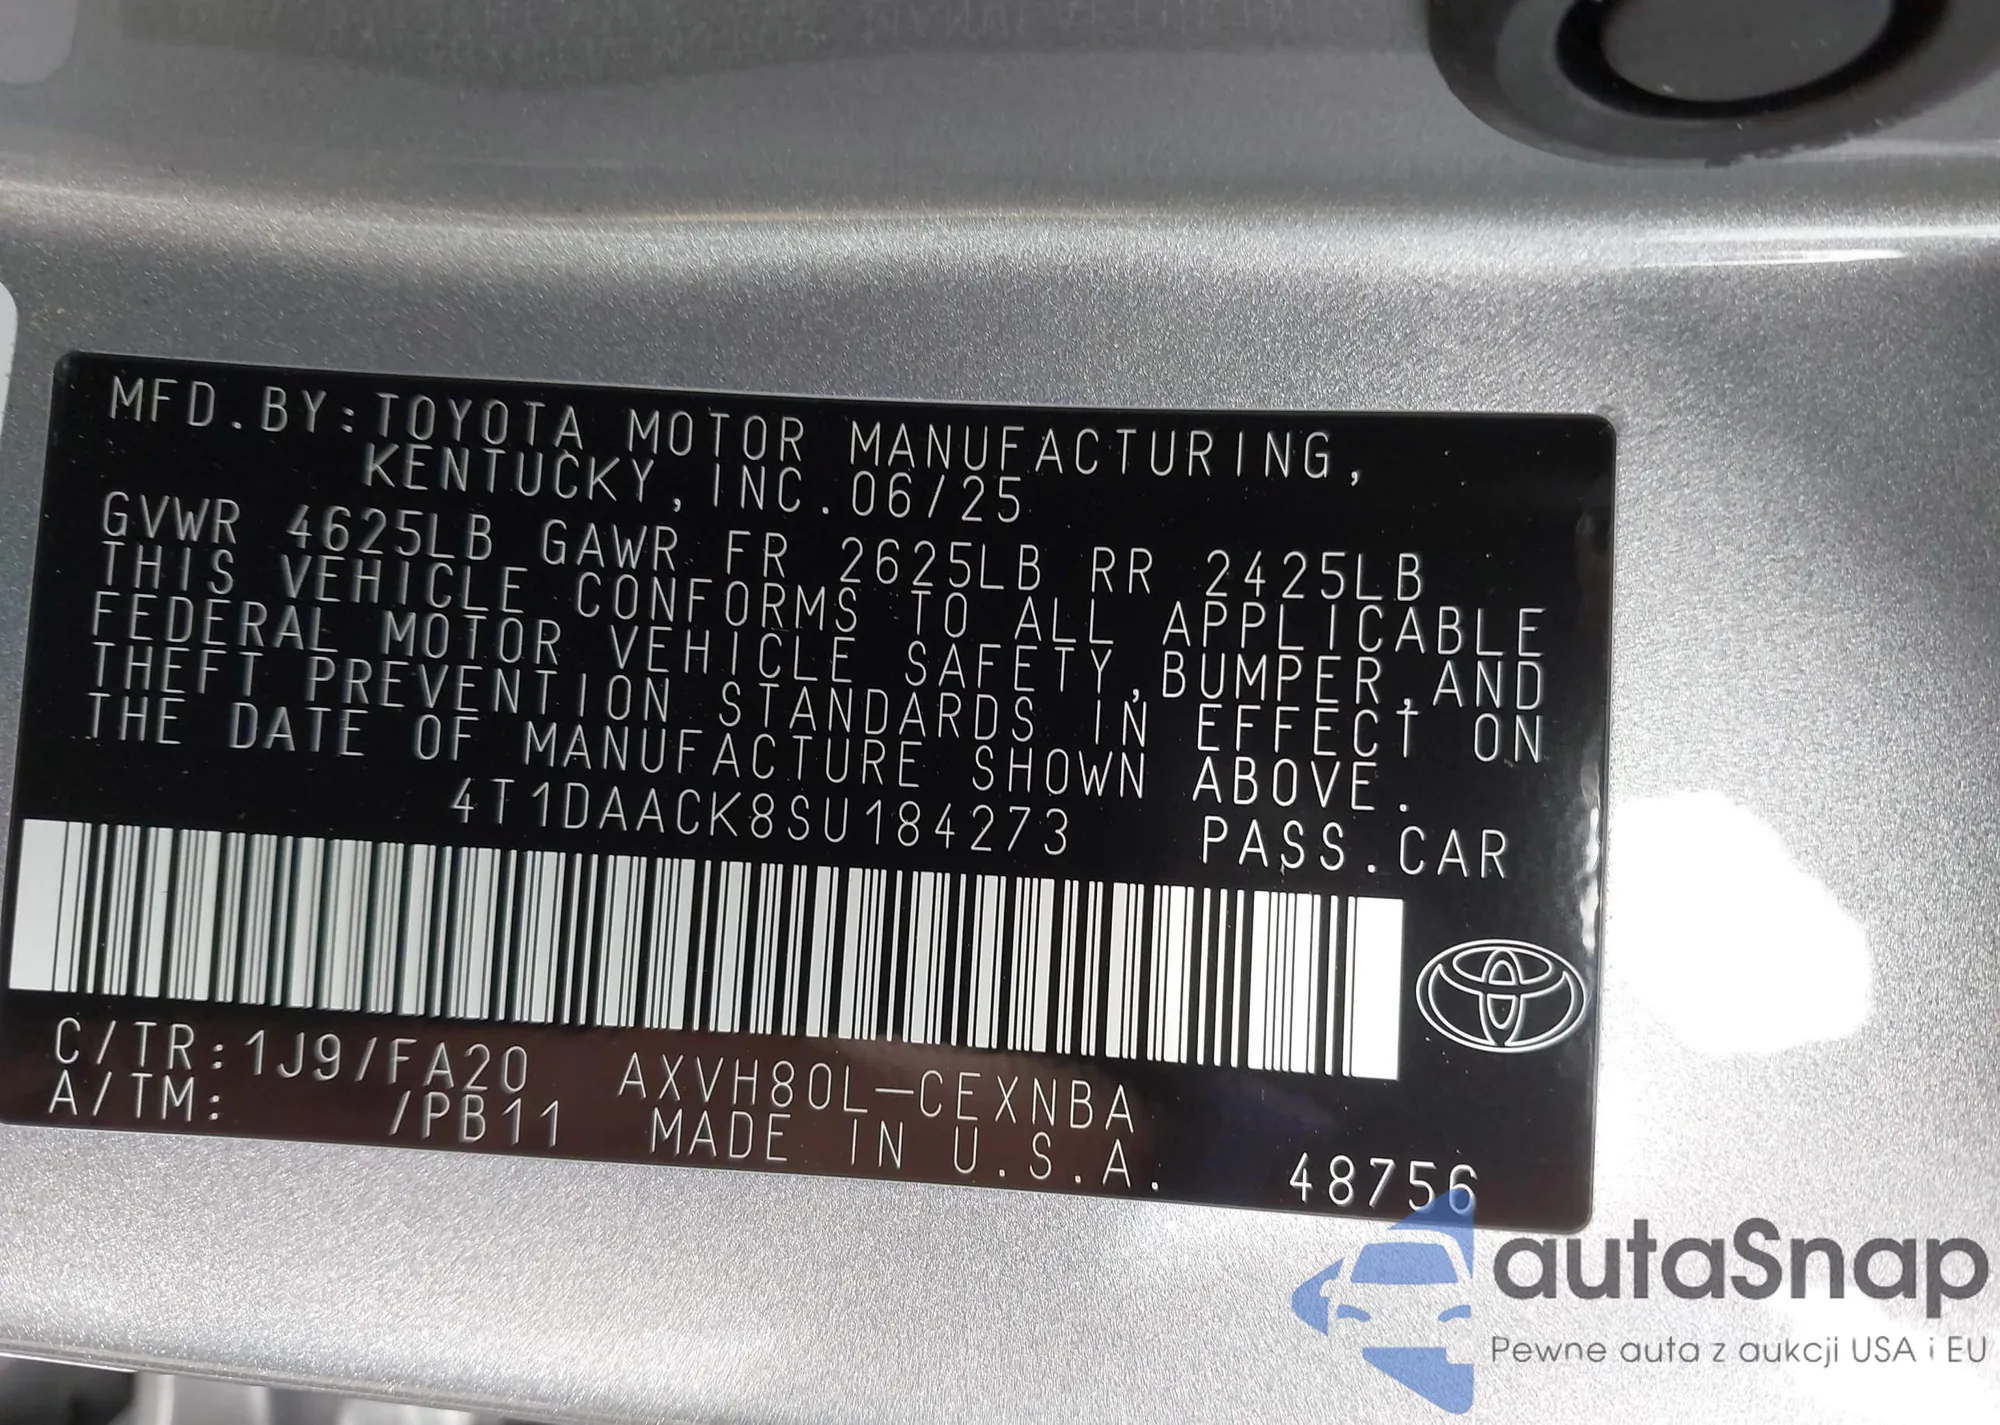 MFD.BY:TOYOTA MOTOR MANUFACTURING,
KENTUCKY, INC.06/25
GVWR 4625LB GAWR FR 2625LB RR 2425LB
THIS VEHICLE CONFORMS TO ALL APPLICABLE
FEDERAL MOTOR VEHICLE SAFETY,BUMPER,AND
THEFT PREVENTION STANDARDS IN EFFECT ON
THE DATE OF MANUFACTURE SHOWN ABOVE.
4T1DAACK8SU184273 PASS.CAR
C/TR:1J9/FA20 AXVH80L-CEXNBA
A/TM: /PB11 MADE IN U.S.A. 48756
autaSnap
Pewne auta z aukcji USA i EU